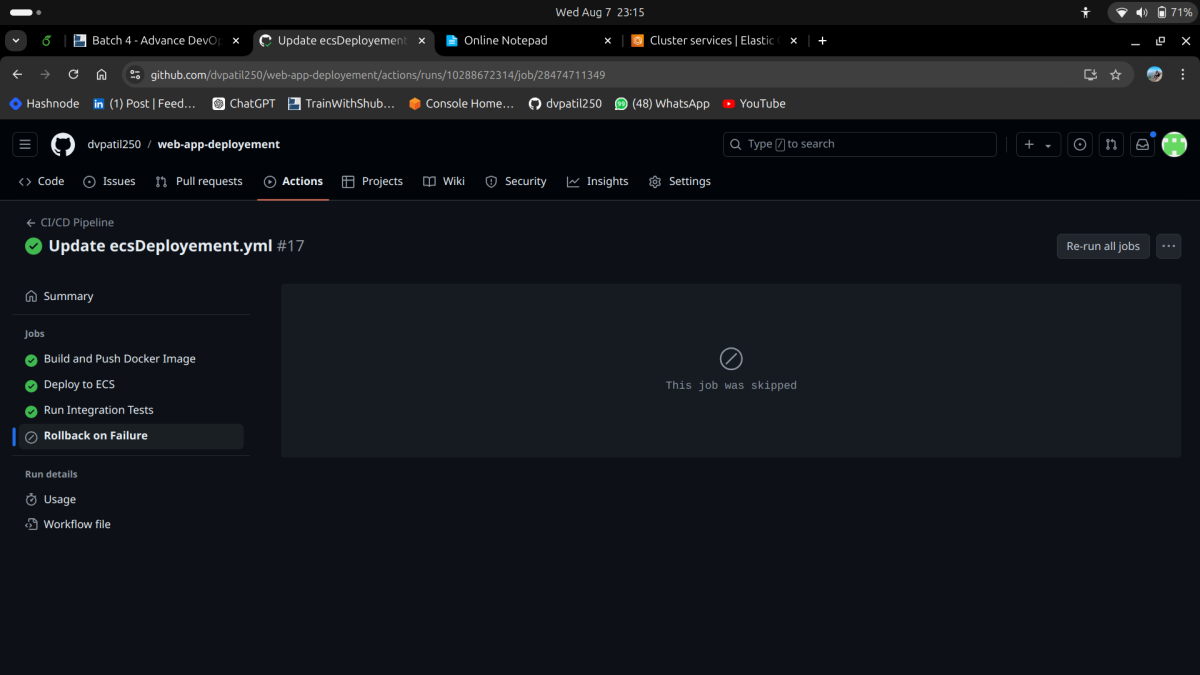 Wed Aug 7 23:15
71%
Batch 4 - Advance DevOp
Update ecsDeployement
Online Notepad
Cluster services | Elastic
github.com/dvpatil250/web-app-deployement/actions/runs/10288672314/job/28474711349
Hashnode
(1) Post | Feed...
ChatGPT
TrainWithShub...
Console Home...
dvpatil250
99
(48) WhatsApp
YouTube
dvpatil250 / web-app-deployement
Type / to search
Code
Issues
Pull requests
Actions
Projects
Wiki
Security
Insights
Settings
CI/CD Pipeline
Update ecsDeployement.yml #17
Re-run all jobs
Summary
Jobs
Build and Push Docker Image
Deploy to ECS
Run Integration Tests
Rollback on Failure
This job was skipped
Run details
Usage
Workflow file